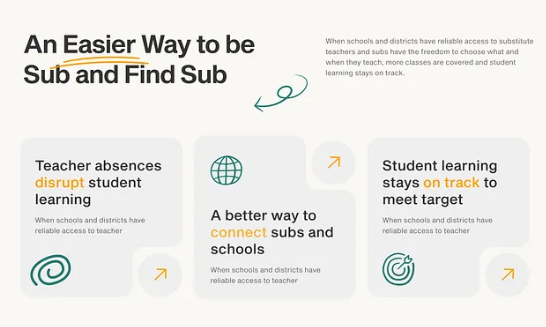 An Easier Way to be
Sub and Find Sub
When schools and districts have reliable access to substitute
teachers and subs have the freedom to choose what and
when they teach, more classes are covered and student
learning stays on track.
Teacher absences
disrupt student
learning
When schools and districts have
reliable access to teacher
A better way to
connect subs and
schools
When schools and districts have
reliable access to teacher
Student learning
stays on track to
meet target
When schools and districts have
reliable access to teacher